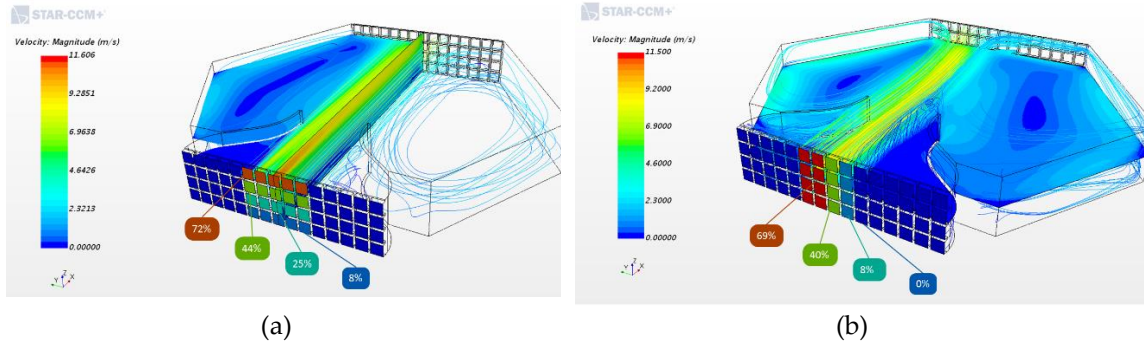 STAR-CCM+
Velocity: Magnitude (m/s)
11.606
9.2851
6.9638
4.6426
2.3213
0.00000
Z
Y X
72%
44%
25%
8%
(a)
STAR-CCM+
Velocity: Magnitude (m/s)
11.500
9.2000
6.9000
4.6000
2.3000
0.00000
Z
Y X
69%
40%
8%
0%
(b)